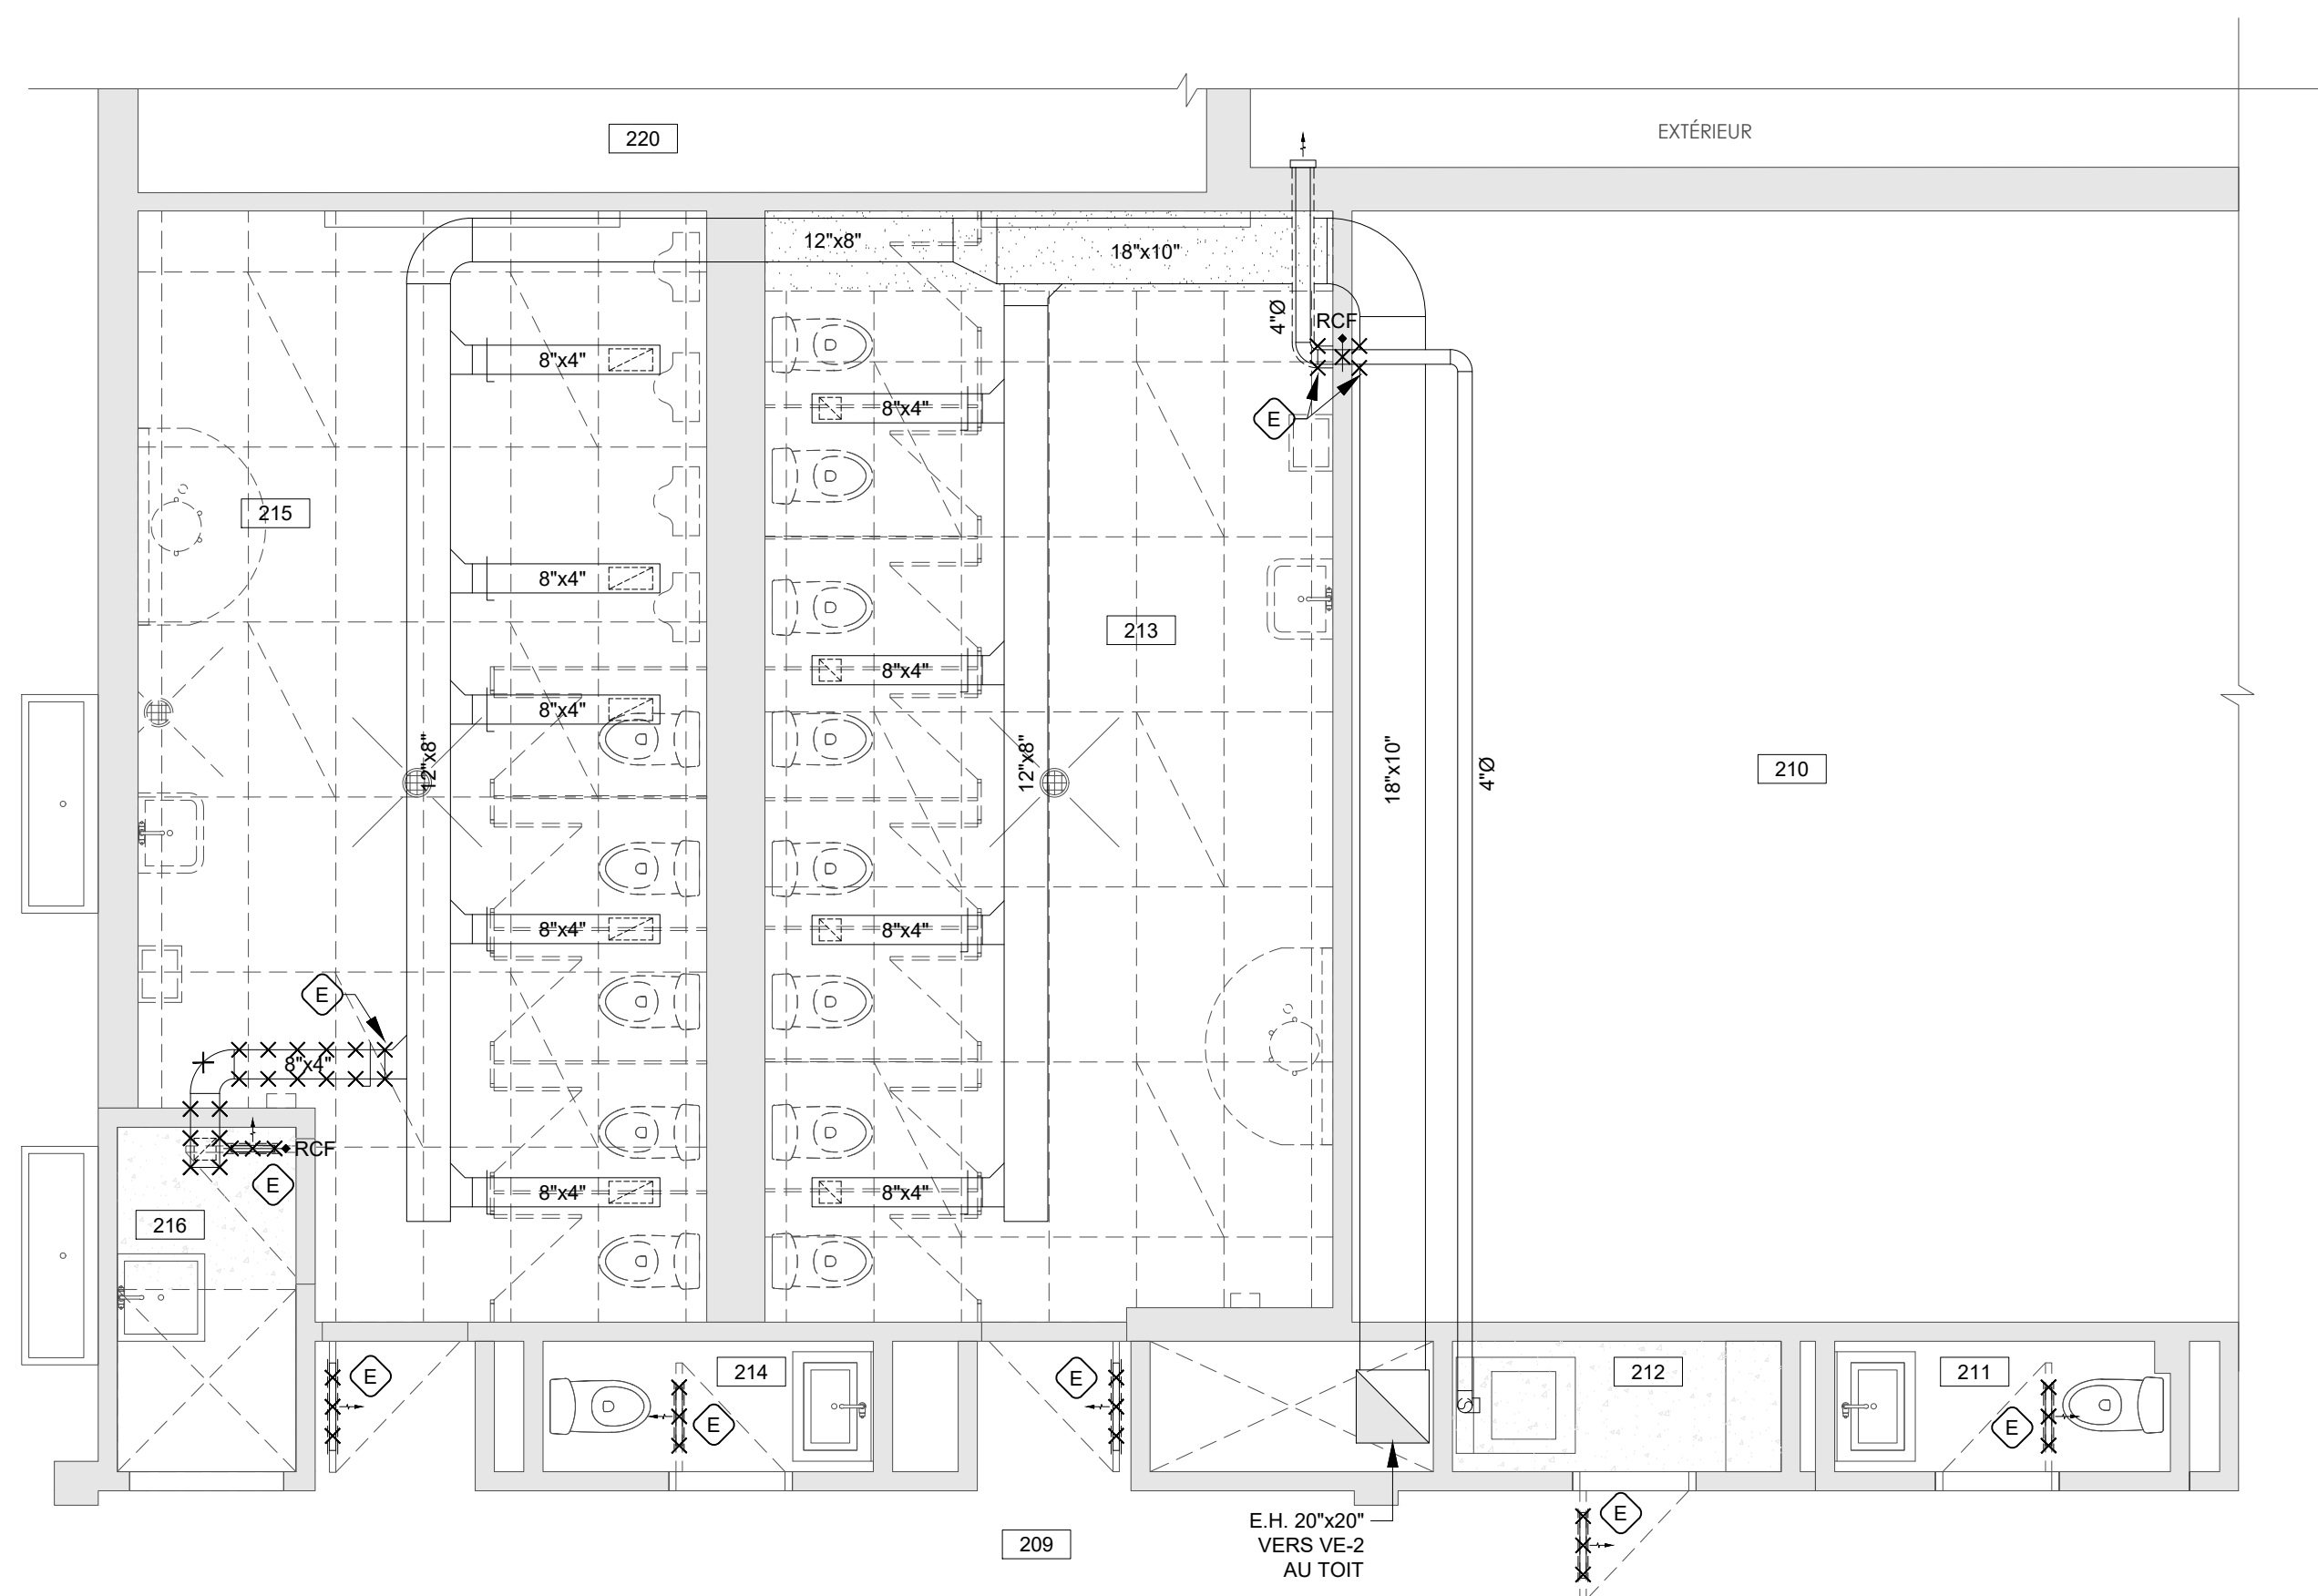 EXTÉRIEUR
220
12"x8"
18"x10"
4"Ø
RCF
8"x4"
8"x4"
E
215
8"x4"
213
8"x4"
8"x4"
12"x8"
12"x8"
18"x10"
4"Ø
210
8"x4"
8"x4"
E
8"x4"
RCF
E
8"x4"
8"x4"
216
E
214
E
E
212
211
E
S
E
E.H. 20"x20"
VERS VE-2
AU TOIT
209